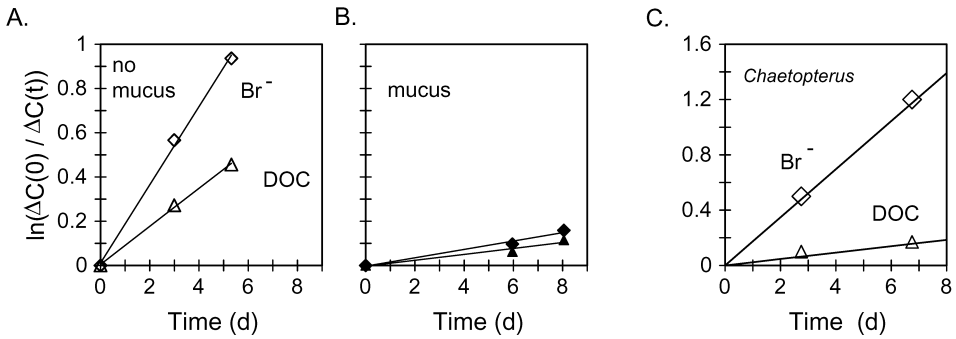 A.
ln(ΔC(0) / ΔC(t))
1
0.8
0.6
0.4
0.2
0
no
mucus
Br⁻
DOC
0 2 4 6 8
Time (d)
B.
mucus
0 2 4 6 8
Time (d)
C.
1.6
1.2
0.8
0.4
0
Chaetopterus
Br⁻
DOC
0 2 4 6 8
Time (d)